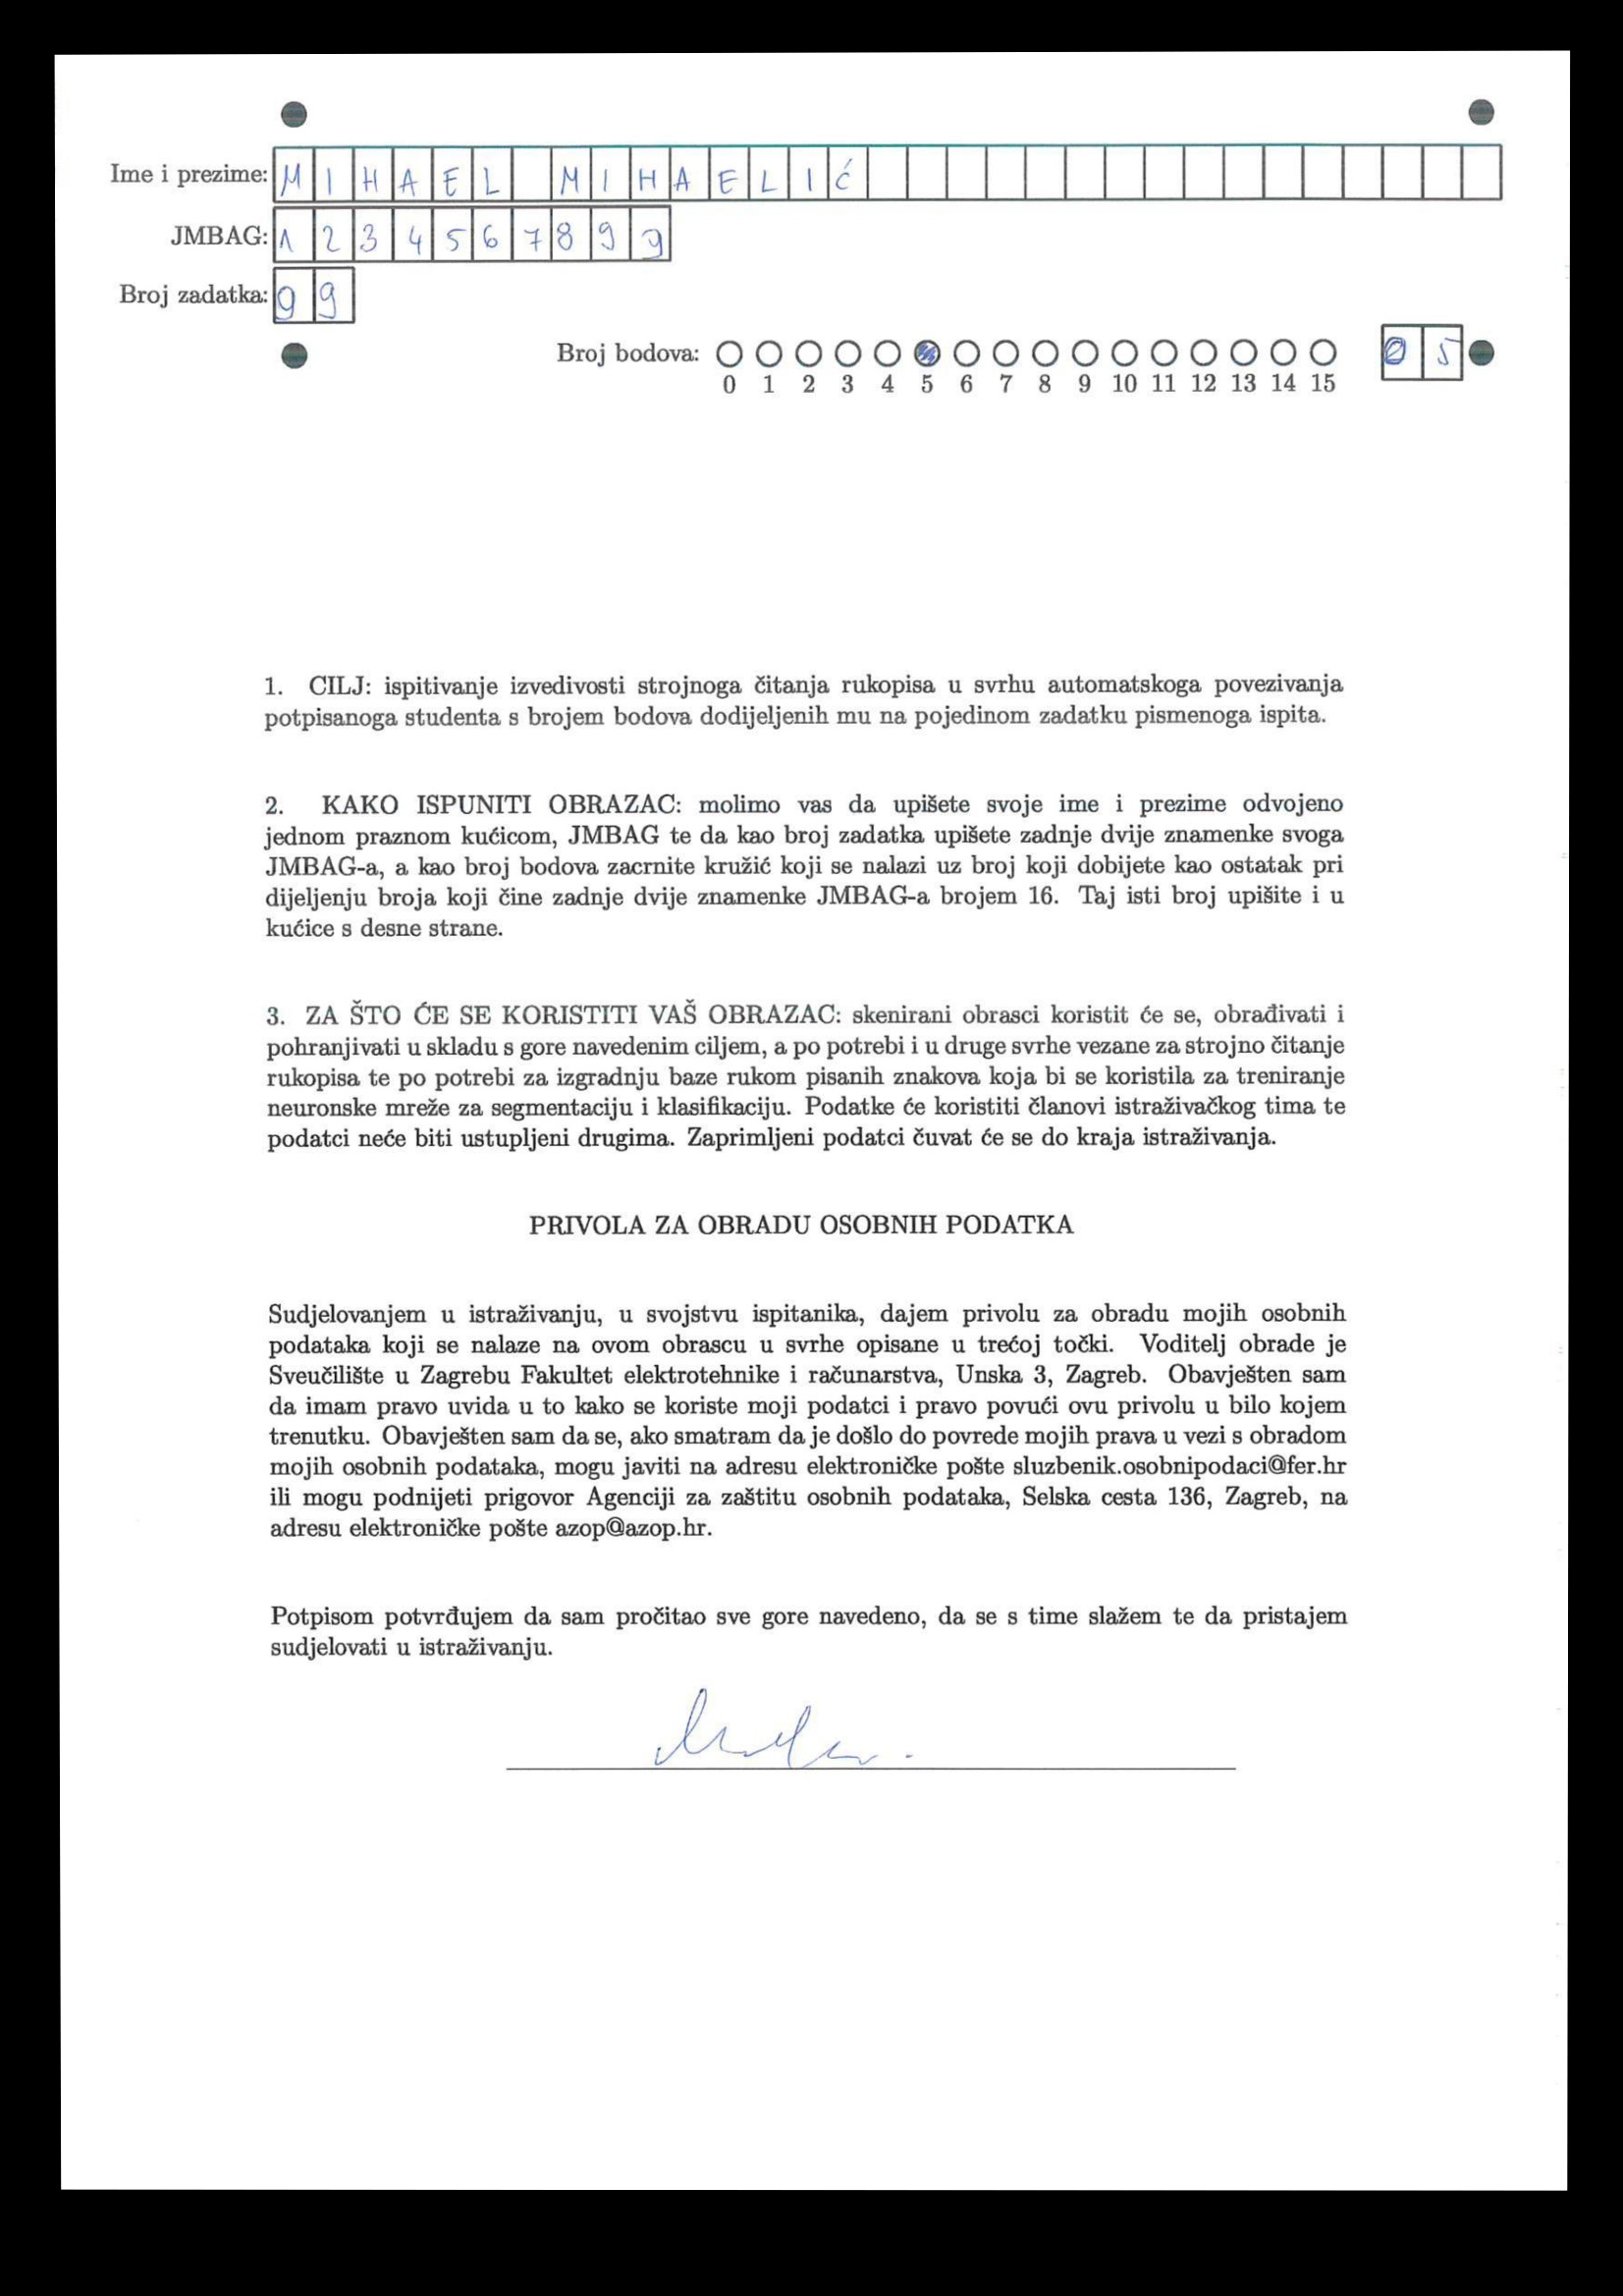 Ime i prezime: MIHAEL MIHAELIĆ
JMBAG: 1234567899
Broj zadatka: 99
Broj bodova: 05
0 1 2 3 4 5 6 7 8 9 10 11 12 13 14 15
1. CILJ: ispitivanje izvedivosti strojnoga čitanja rukopisa u svrhu automatskoga povezivanja
potpisanoga studenta s brojem bodova dodijeljenih mu na pojedinom zadatku pismenoga ispita.
2. KAKO ISPUNITI OBRAZAC: molimo vas da upišete svoje ime i prezime odvojeno
jednom praznom kućicom, JMBAG te da kao broj zadatka upišete zadnje dvije znamenke svoga
JMBAG-a, a kao broj bodova zacrnite kružić koji se nalazi uz broj koji dobijete kao ostatak pri
dijeljenju broja koji čine zadnje dvije znamenke JMBAG-a brojem 16. Taj isti broj upišite i u
kućice s desne strane.
3. ZA ŠTO ĆE SE KORISTITI VAŠ OBRAZAC: skenirani obrasci koristit će se, obrađivati i
pohranjivati u skladu s gore navedenim ciljem, a po potrebi i u druge svrhe vezane za strojno čitanje
rukopisa te po potrebi za izgradnju baze rukom pisanih znakova koja bi se koristila za treniranje
neuronske mreže za segmentaciju i klasifikaciju. Podatke će koristiti članovi istraživačkog tima te
podatci neće biti ustupljeni drugima. Zaprimljeni podatci čuvat će se do kraja istraživanja.
PRIVOLA ZA OBRADU OSOBNIH PODATKA
Sudjelovanjem u istraživanju, u svojstvu ispitanika, dajem privolu za obradu mojih osobnih
podataka koji se nalaze na ovom obrascu u svrhe opisane u trećoj točki. Voditelj obrade je
Sveučilište u Zagrebu Fakultet elektrotehnike i računarstva, Unska 3, Zagreb. Obavješten sam
da imam pravo uvida u to kako se koriste moji podatci i pravo povući ovu privolu u bilo kojem
trenutku. Obavješten sam da se, ako smatram da je došlo do povrede mojih prava u vezi s obradom
mojih osobnih podataka, mogu javiti na adresu elektroničke pošte sluzbenik.osobnipodaci@fer.hr
ili mogu podnijeti prigovor Agenciji za zaštitu osobnih podataka, Selska cesta 136, Zagreb, na
adresu elektroničke pošte azop@azop.hr.
Potpisom potvrđujem da sam pročitao sve gore navedeno, da se s time slažem te da pristajem
sudjelovati u istraživanju.